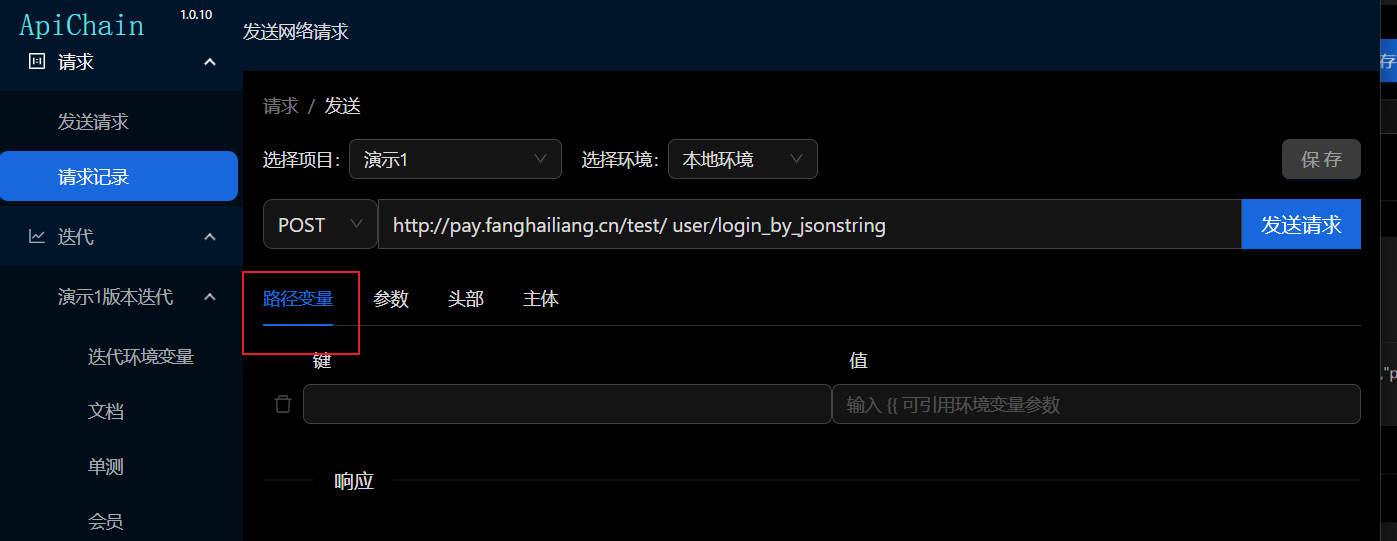 ApiChain 1.0.10
请求
发送请求
请求记录
迭代
演示1版本迭代
迭代环境变量
文档
单测
会员
发送网络请求
请求 / 发送
选择项目： 演示1 选择环境： 本地环境 保存
POST http://pay.fanghailiang.cn/test/ user/login_by_jsonstring 发送请求
路径变量 参数 头部 主体
键 值
输入 {{ 可引用环境变量参数
响应
存
,"p